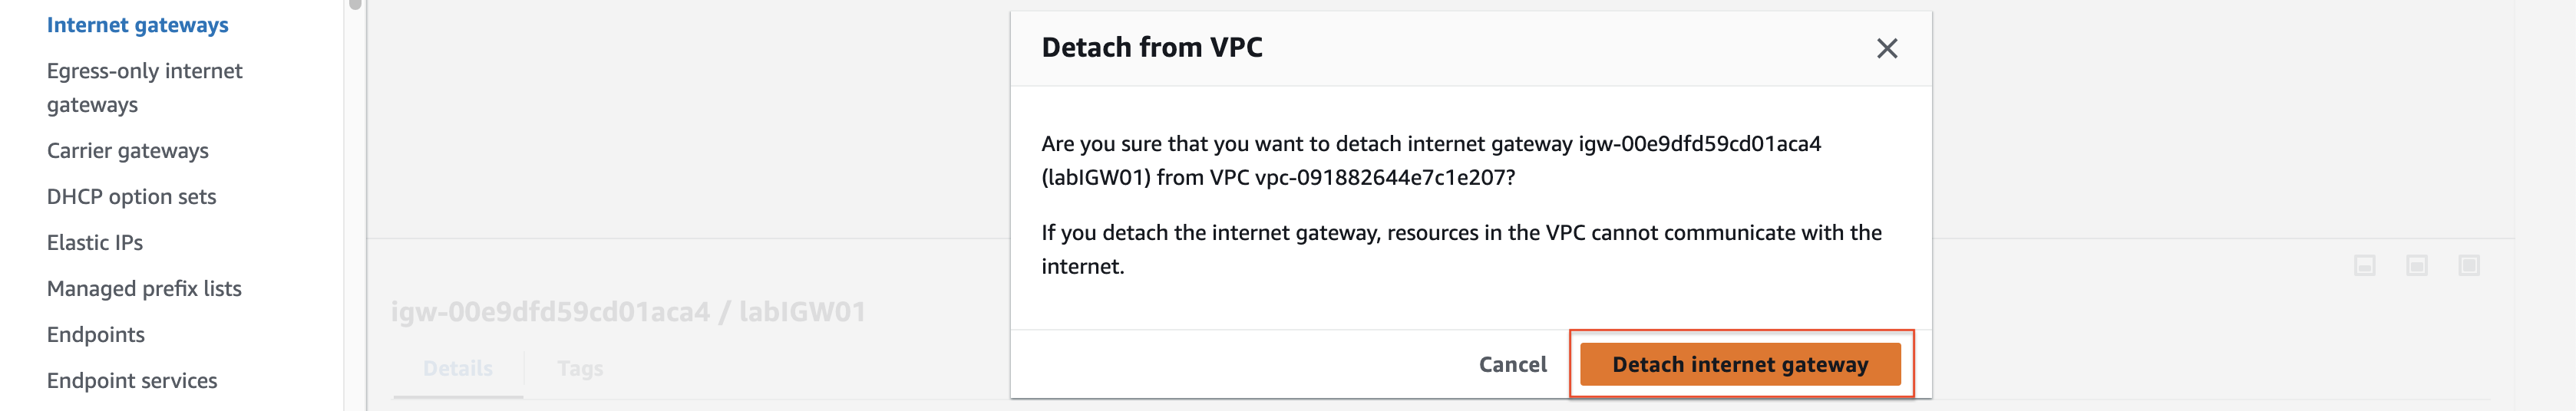 Internet gateways
Egress-only internet
gateways
Carrier gateways
DHCP option sets
Elastic IPs
Managed prefix lists
Endpoints
Endpoint services
igw-00e9dfd59cd01aca4 / labIGW01
Details
Tags
Detach from VPC
Are you sure that you want to detach internet gateway igw-00e9dfd59cd01aca4
(labIGW01) from VPC vpc-091882644e7c1e207?
If you detach the internet gateway, resources in the VPC cannot communicate with the
internet.
Cancel
Detach internet gateway